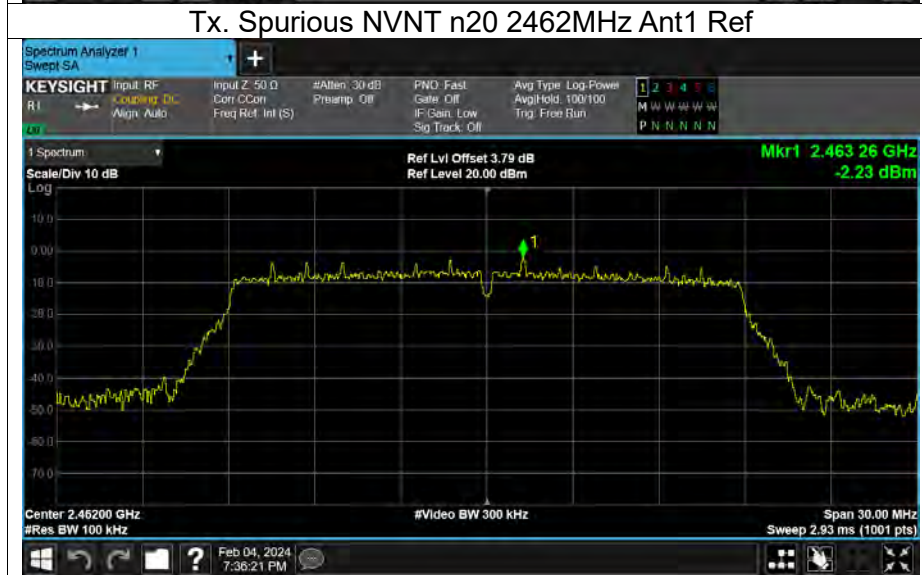 Tx. Spurious NVNT n20 2462MHz Ant1 Ref
Spectrum Analyzer 1
Swept SA
+
KEYSIGHT Input: RF
Coupling: DC
Align: Auto
Input Z: 50 Ω
Corr CCorr
Freq Ref: Int (S)
#Atten: 30 dB
Preamp: Off
PNO: Fast
Gate: Off
IF Gain: Low
Sig Track: Off
Avg Type: Log-Power
Avg|Hold: 100/100
Trig: Free Run
1 2 3 4 5 6
M W W W W W
P N N N N N
1 Spectrum
Scale/Div 10 dB
Log
Ref Lvl Offset 3.79 dB
Ref Level 20.00 dBm
Mkr1 2.463 26 GHz
-2.23 dBm
10.0
0.00
-10.0
-20.0
-30.0
-40.0
-50.0
-60.0
-70.0
1
Center 2.46200 GHz
#Res BW 100 kHz
#Video BW 300 kHz
Span 30.00 MHz
Sweep 2.93 ms (1001 pts)
?
Feb 04, 2024
7:36:21 PM